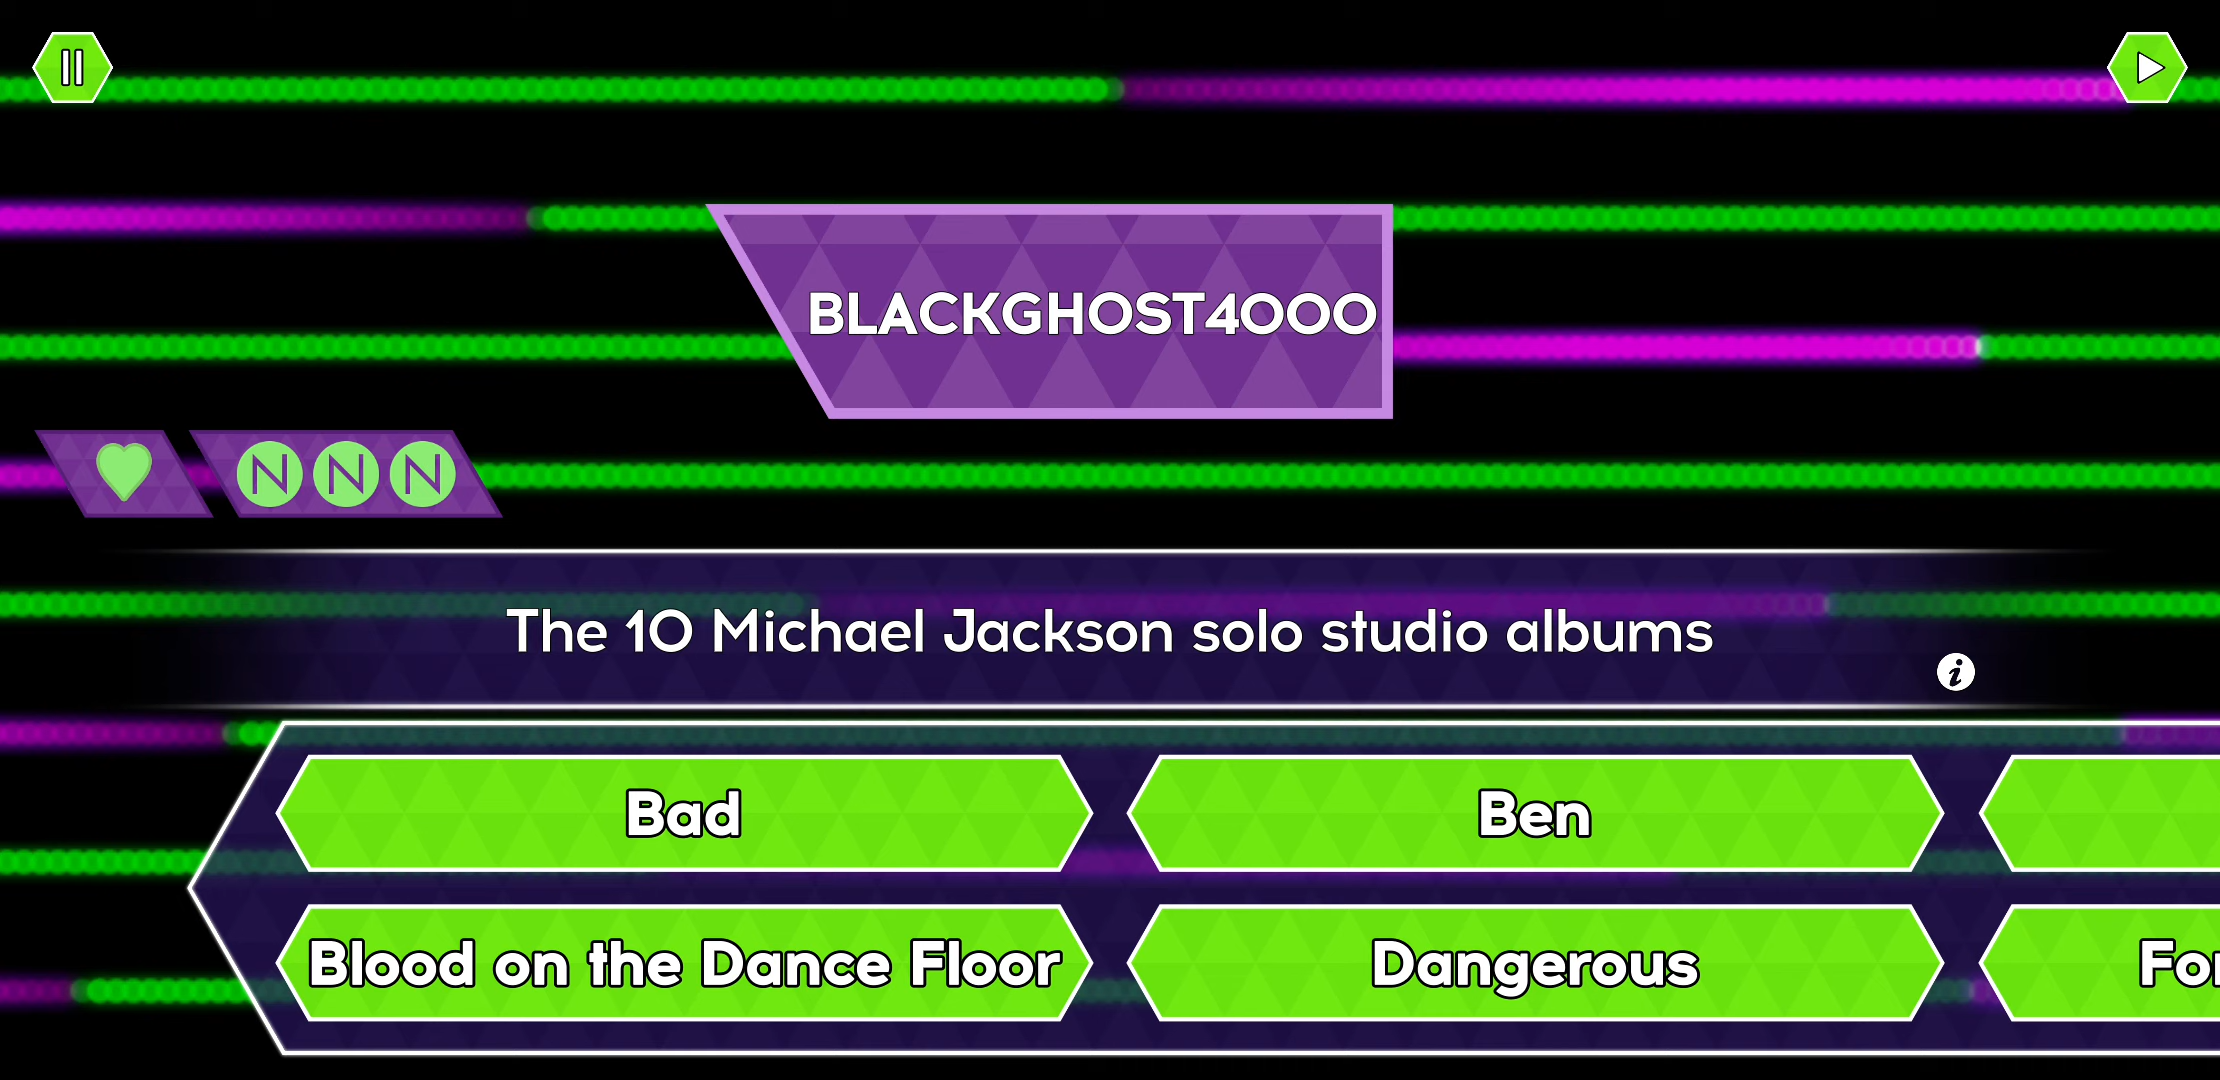 BLACKGHOST4000
N N N
The 10 Michael Jackson solo studio albums
i
Bad
Ben
Blood on the Dance Floor
Dangerous